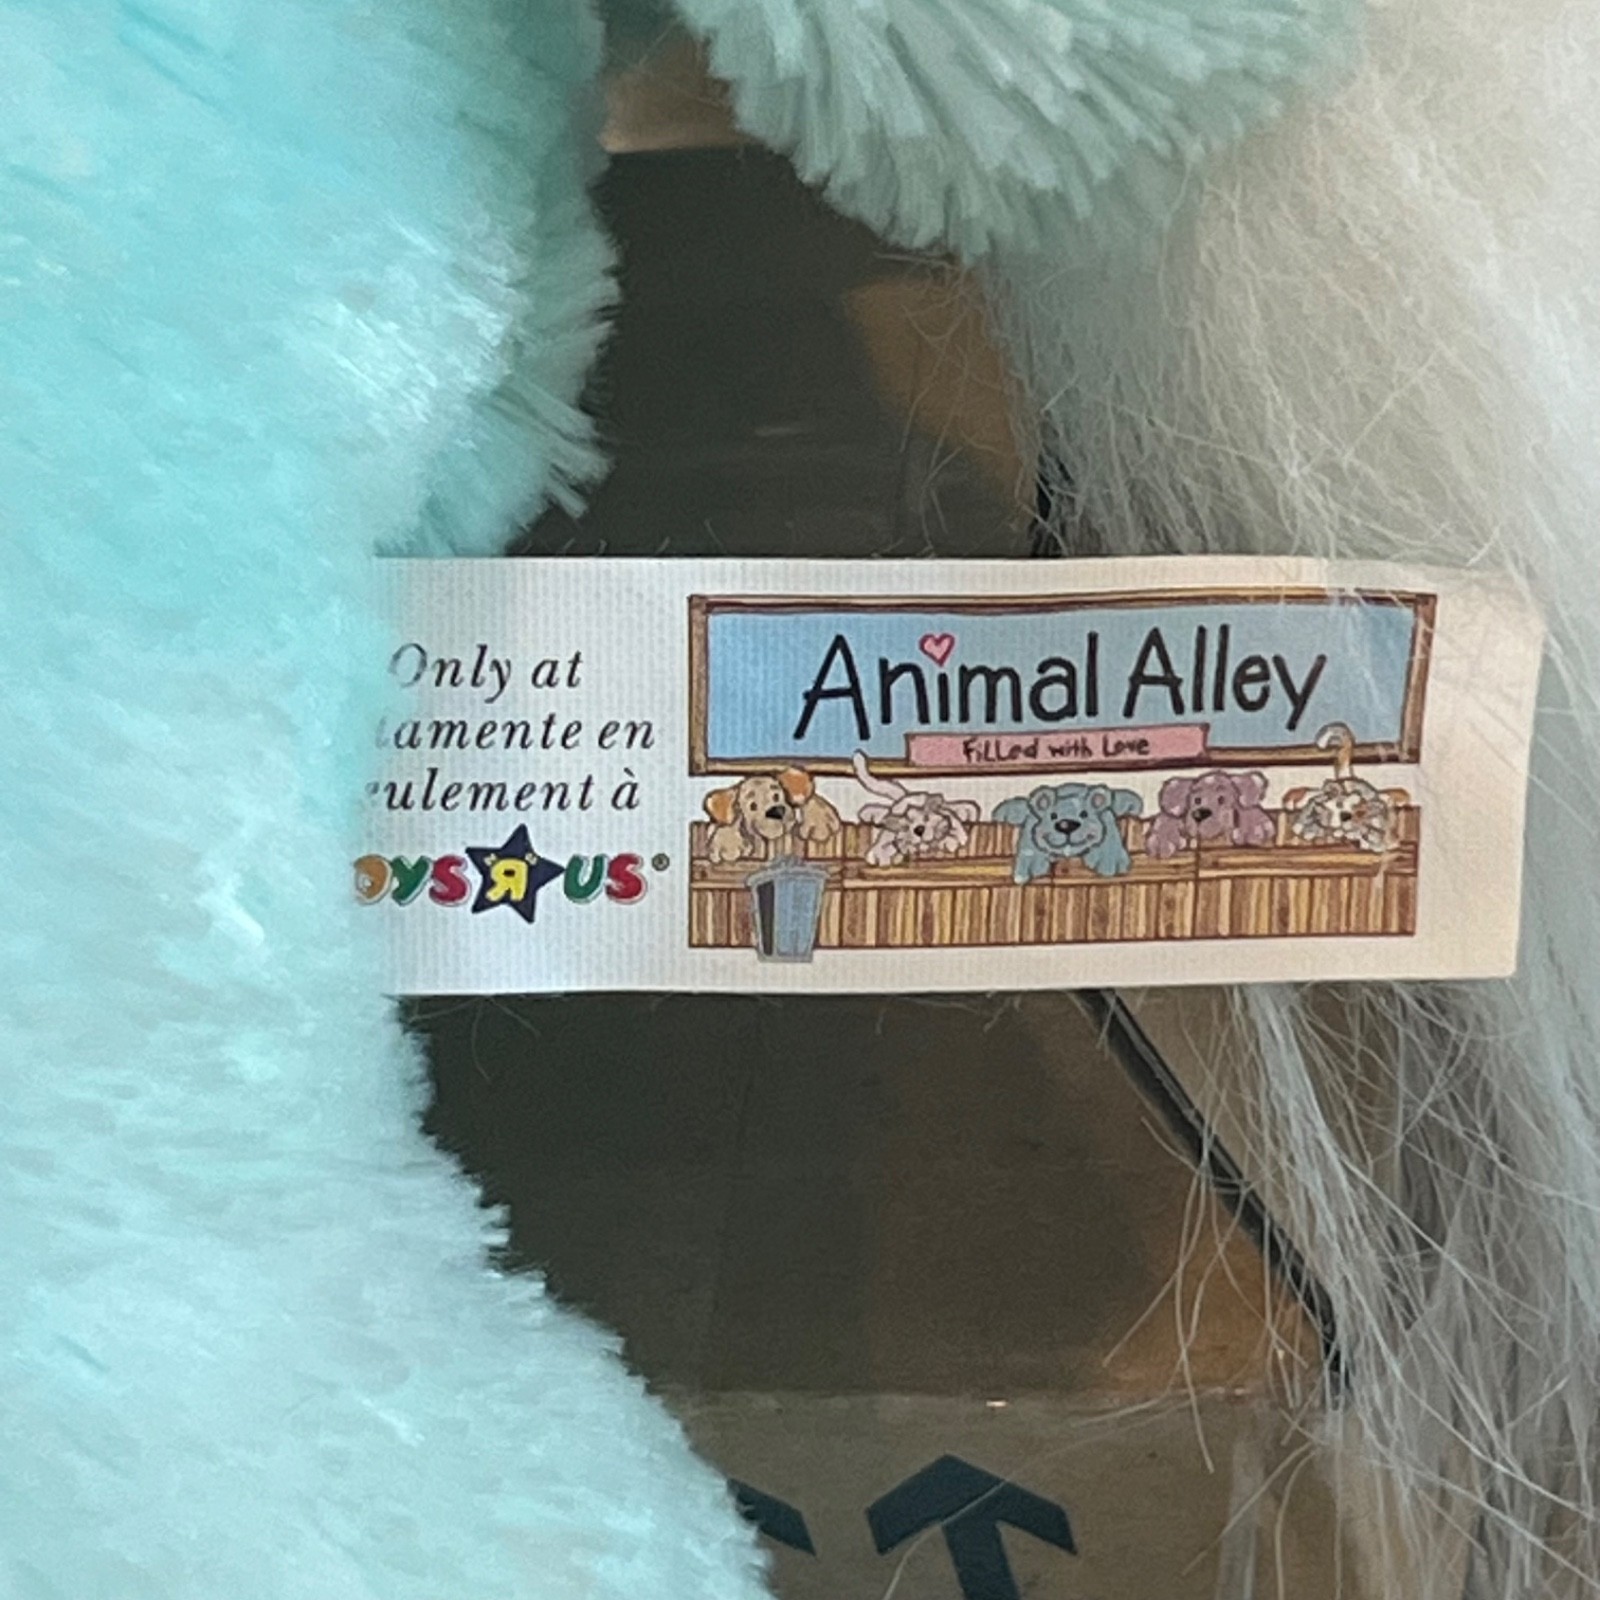 Only at
tamente en
eulement à
OYS R US®
Animal Alley
Filled with Love